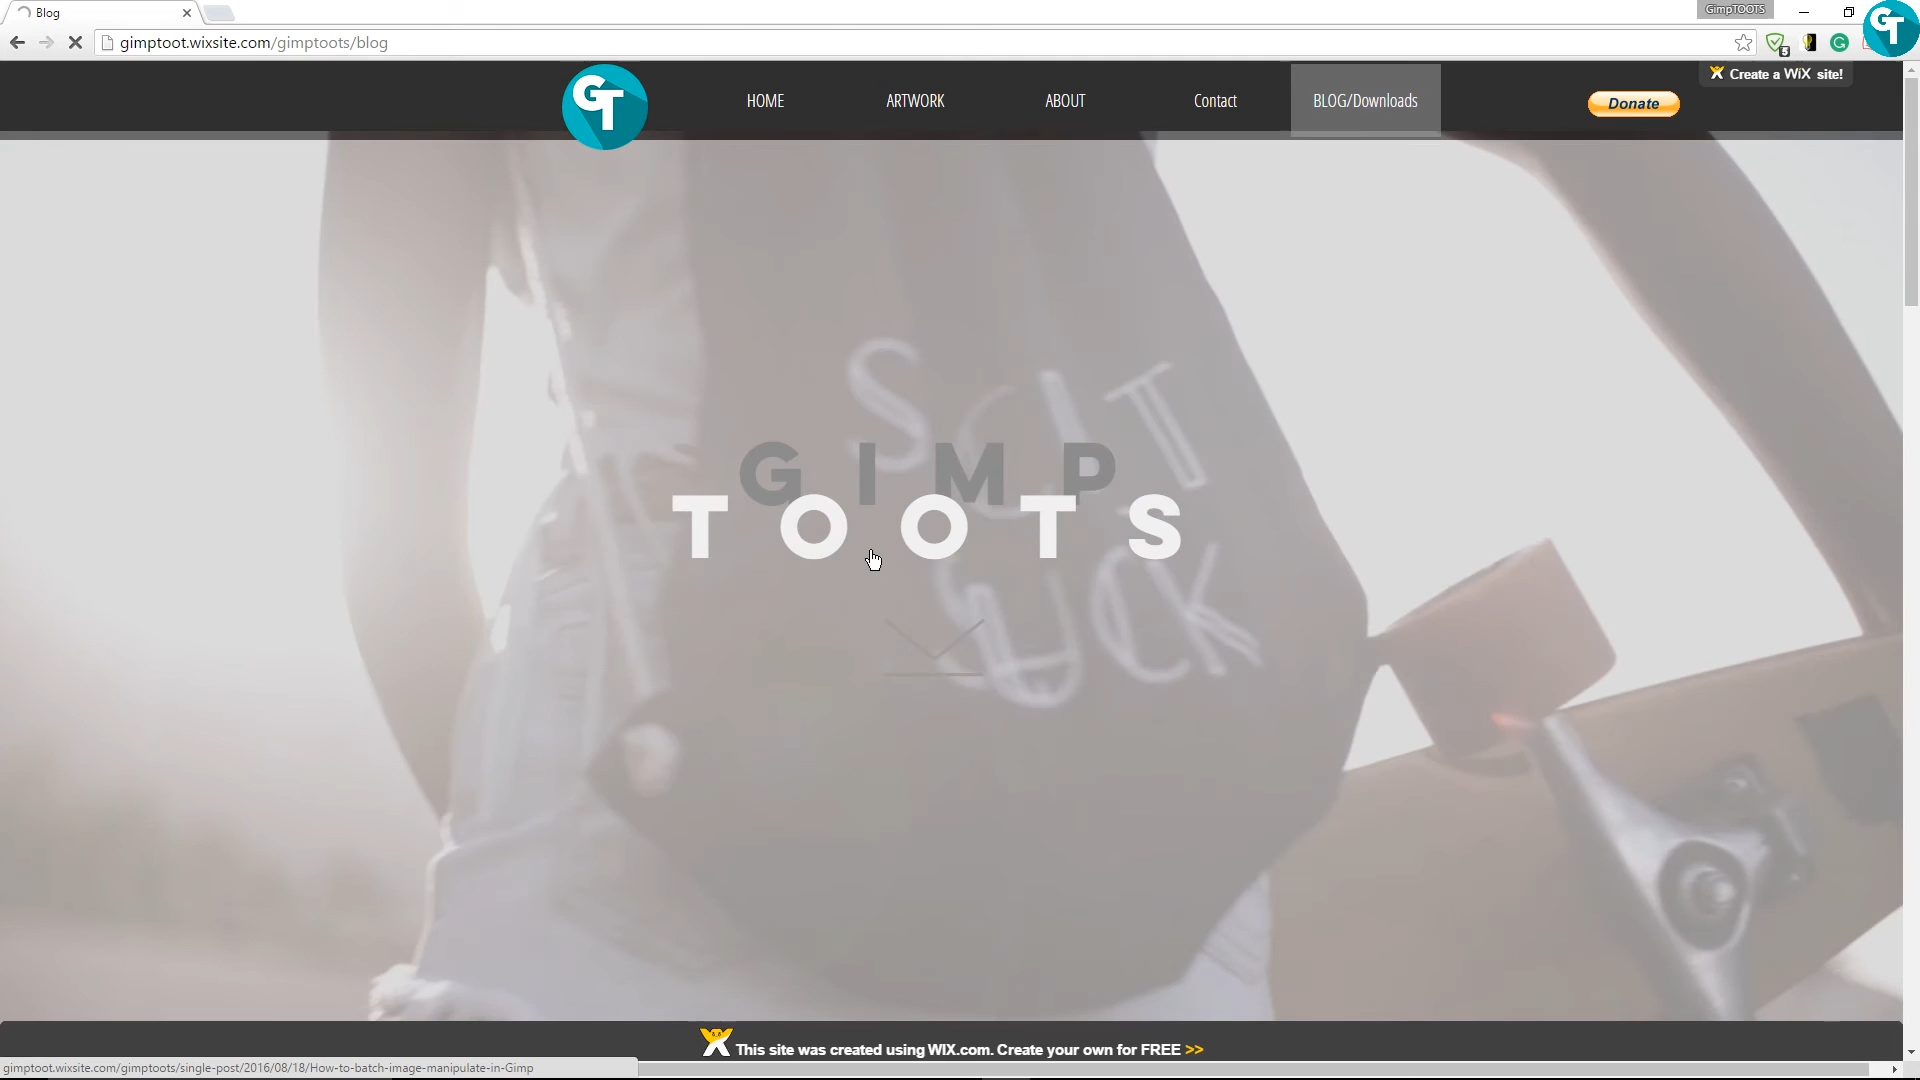 Blog
GimpTOOTS
gimptoot.wixsite.com/gimptoots/blog
5
GT
GT
HOME
ARTWORK
ABOUT
Contact
BLOG/Downloads
Donate
Create a WiX site!
GIMP
TOOTS
This site was created using WIX.com. Create your own for FREE >>
gimptoot.wixsite.com/gimptoots/single-post/2016/08/18/How-to-batch-image-manipulate-in-Gimp